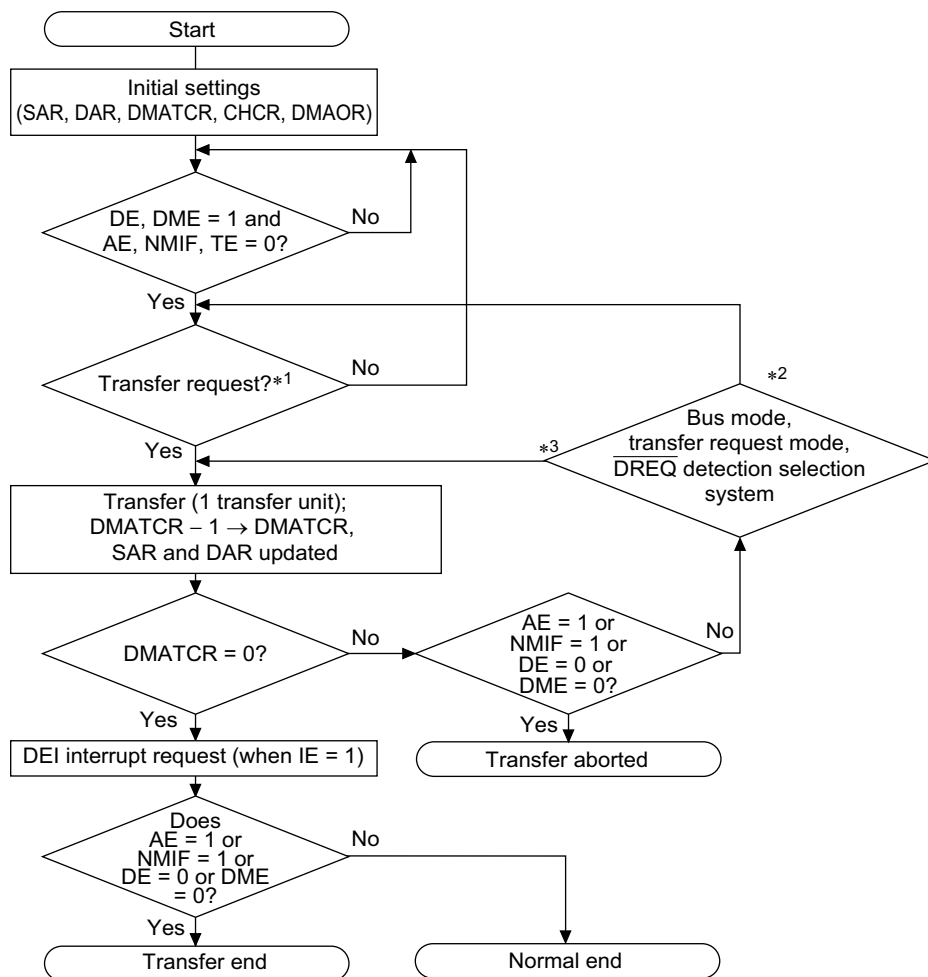 Start
Initial settings
(SAR, DAR, DMATCR, CHCR, DMAOR)
DE, DME = 1 and
AE, NMIF, TE = 0?
No
Yes
Transfer request?*1
No
Yes
*2
Bus mode,
transfer request mode,
DREQ detection selection
system
*3
Transfer (1 transfer unit);
DMATCR – 1 → DMATCR,
SAR and DAR updated
DMATCR = 0?
No
Yes
AE = 1 or
NMIF = 1 or
DE = 0 or
DME = 0?
No
Yes
Transfer aborted
DEI interrupt request (when IE = 1)
Does
AE = 1 or
NMIF = 1 or
DE = 0 or DME
= 0?
No
Yes
Transfer end
Normal end